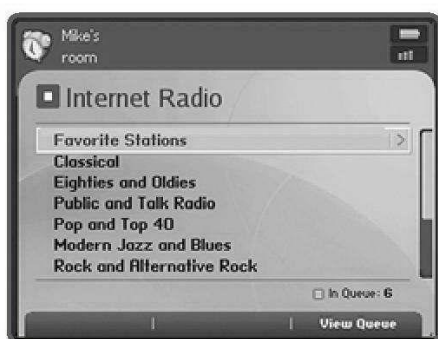 Mike's
room
Internet Radio
Favorite Stations
Classical
Eighties and Oldies
Public and Talk Radio
Pop and Top 40
Modern Jazz and Blues
Rock and Alternative Rock
In Queue: 6
View Queue